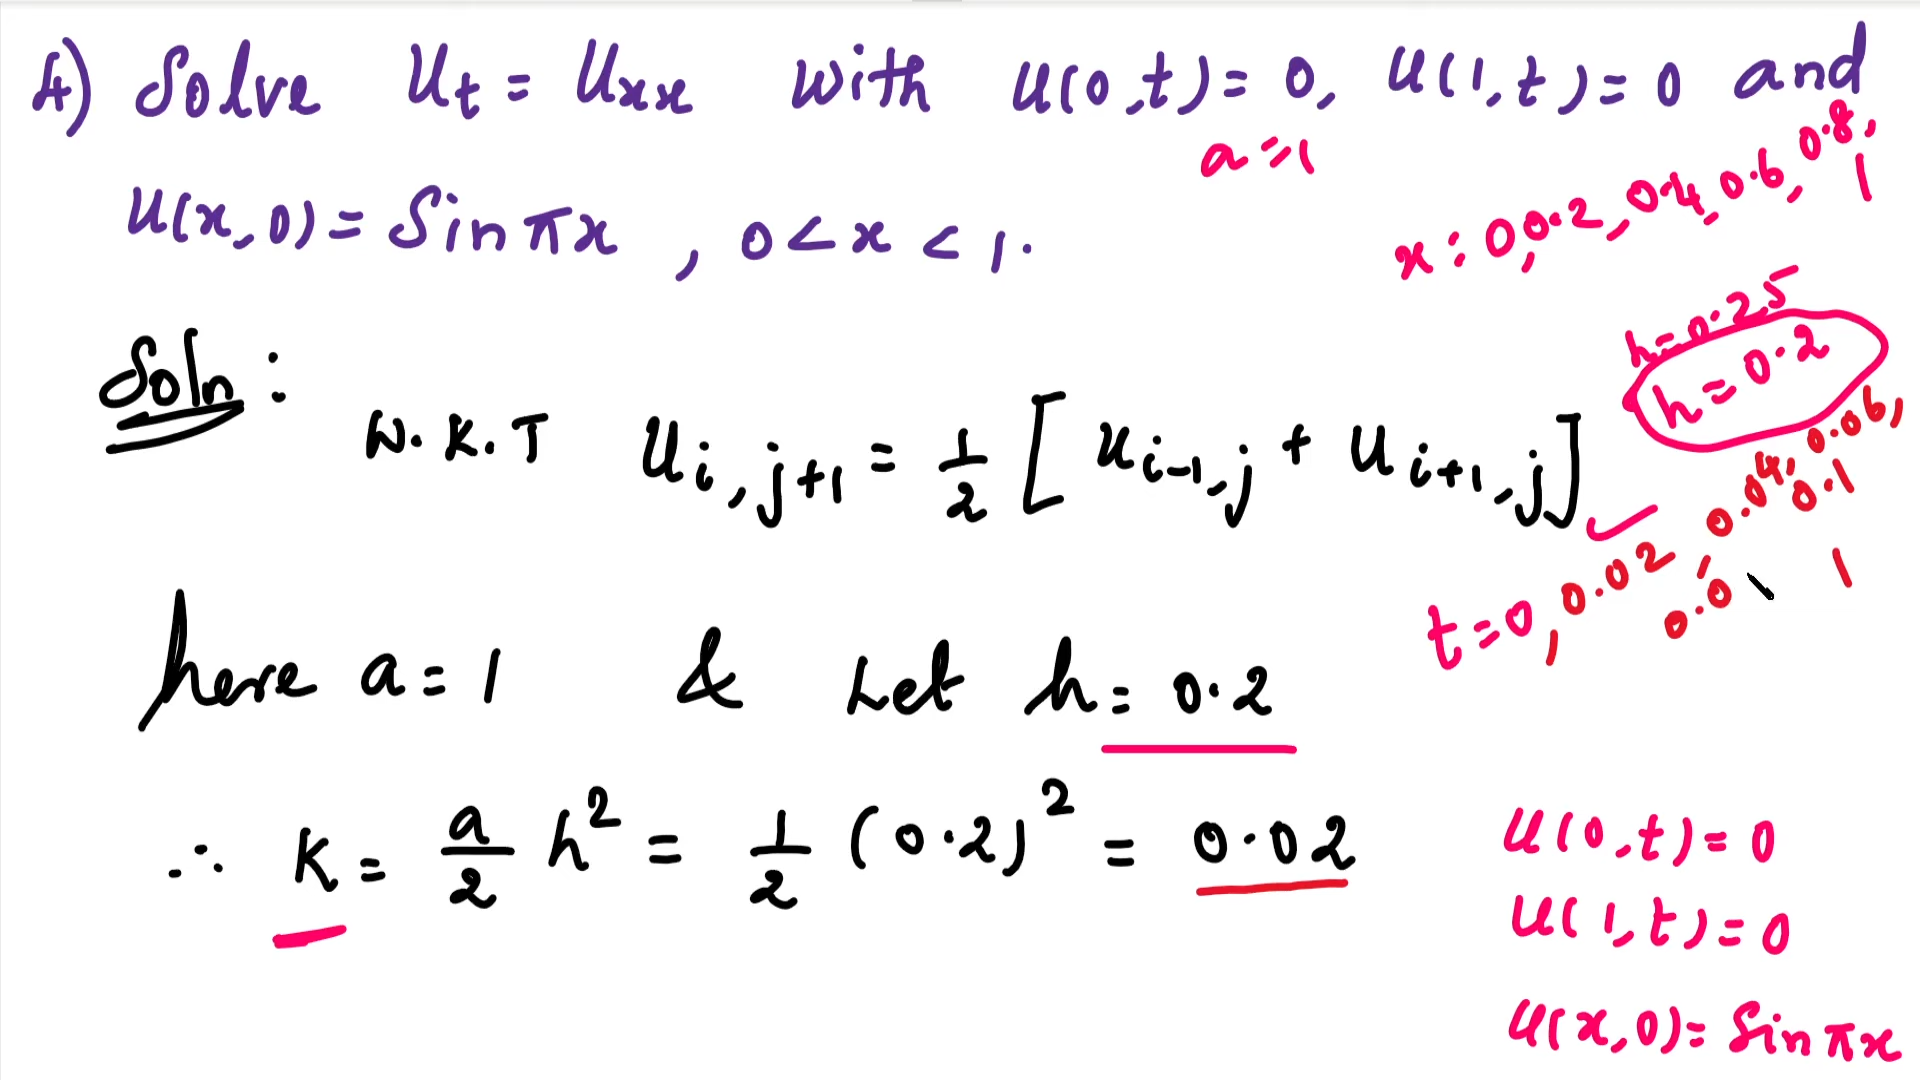 4) Solve Ut = Uxx with U(0,t)= 0, U(1,t)= 0 and
a=1
U(x,0)= Sin πx , 0<x<1.
x: 0,0.2,0.4,0.6,0.8,
1
h=0.25
h=0.2
Soln:
W.K.T Ui,j+1 = 1/2 [Ui-1,j + Ui+1,j]
t=0,0.02,0.04,0.06,
0.0 0.1 1
here a=1 & Let h= 0.2
∴ K= a/2 h² = 1/2 (0.2)² = 0.02
U(0,t)=0
U(1,t)=0
U(x,0)= Sin πx